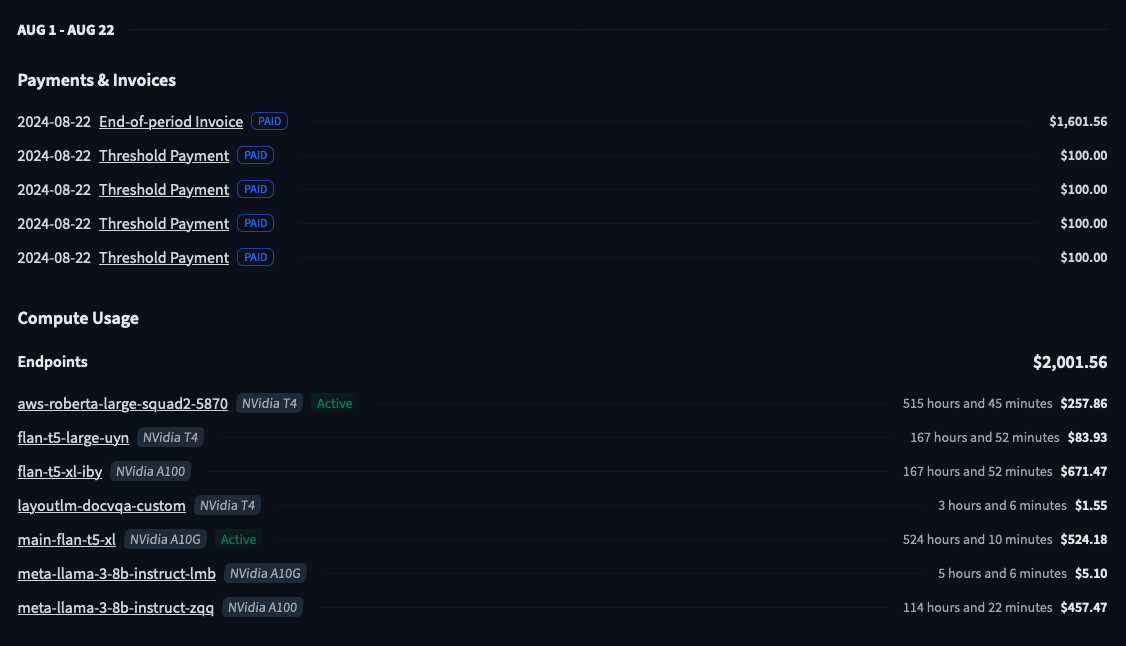 AUG 1 - AUG 22
Payments & Invoices
2024-08-22 End-of-period Invoice PAID $1,601.56
2024-08-22 Threshold Payment PAID $100.00
2024-08-22 Threshold Payment PAID $100.00
2024-08-22 Threshold Payment PAID $100.00
2024-08-22 Threshold Payment PAID $100.00
Compute Usage
Endpoints $2,001.56
aws-roberta-large-squad2-5870 NVidia T4 Active 515 hours and 45 minutes $257.86
flan-t5-large-uyn NVidia T4 167 hours and 52 minutes $83.93
flan-t5-xl-iby NVidia A100 167 hours and 52 minutes $671.47
layoutlm-docvqa-custom NVidia T4 3 hours and 6 minutes $1.55
main-flan-t5-xl NVidia A10G Active 524 hours and 10 minutes $524.18
meta-llama-3-8b-instruct-lmb NVidia A10G 5 hours and 6 minutes $5.10
meta-llama-3-8b-instruct-zqq NVidia A100 114 hours and 22 minutes $457.47